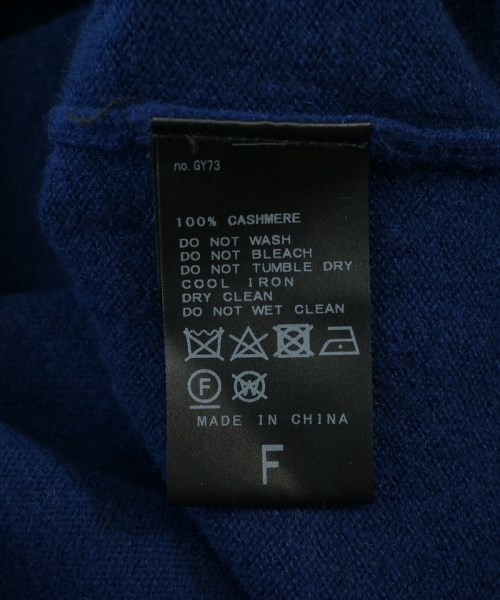 no. GY73
100% CASHMERE
DO NOT WASH
DO NOT BLEACH
DO NOT TUMBLE DRY
COOL IRON
DRY CLEAN
DO NOT WET CLEAN
F W
MADE IN CHINA
F